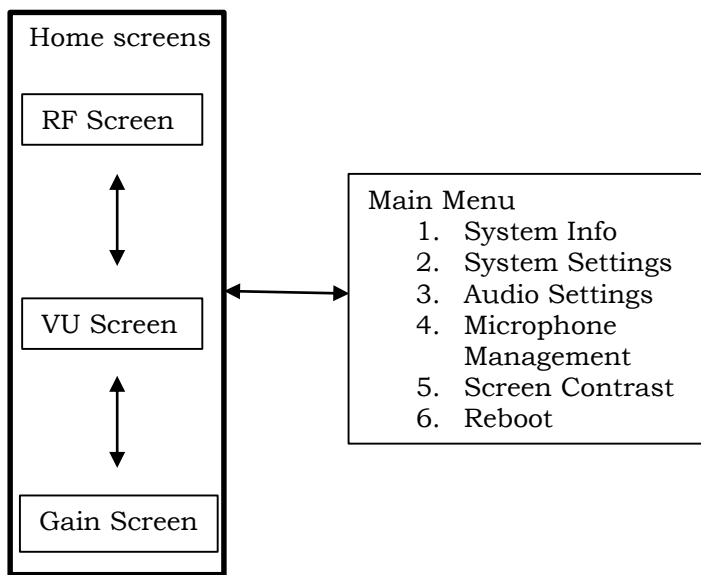 Home screens
RF Screen
VU Screen
Gain Screen
Main Menu
1. System Info
2. System Settings
3. Audio Settings
4. Microphone
Management
5. Screen Contrast
6. Reboot